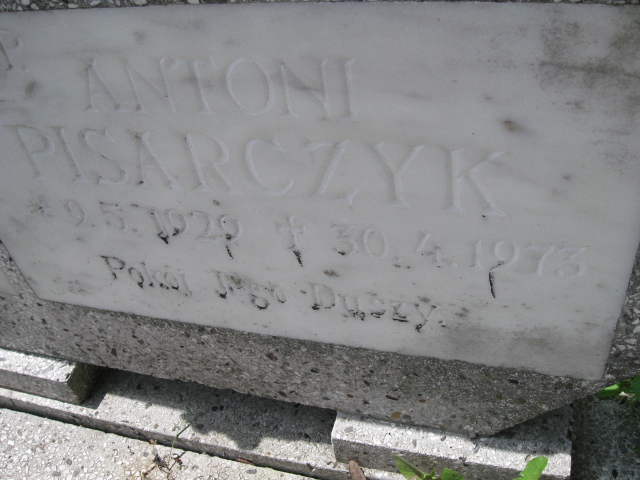 P
ANTONI
PISARCZYK
* 9.5.1929 † 30.4.1973
Pokój Jego Duszy.